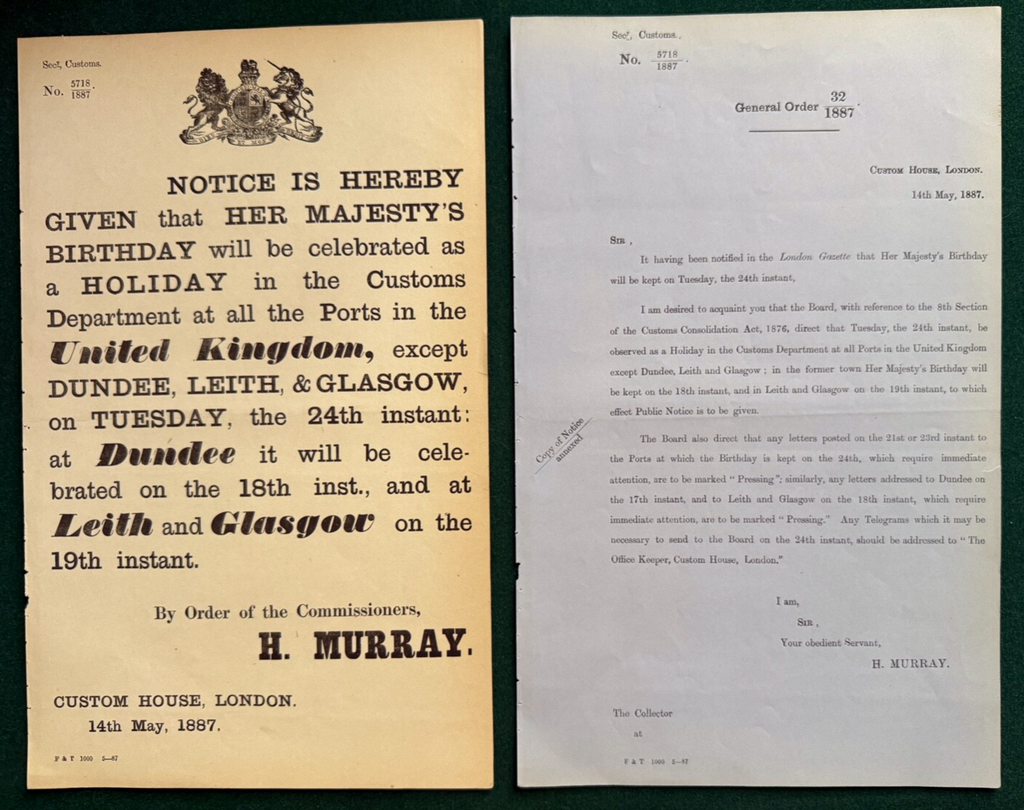 Secy, Customs.
No. 5718/1887.
NOTICE IS HEREBY
GIVEN that HER MAJESTY'S
BIRTHDAY will be celebrated as
a HOLIDAY in the Customs
Department at all the Ports in the
United Kingdom, except
DUNDEE, LEITH, & GLASGOW,
on TUESDAY, the 24th instant:
at Dundee it will be cele-
brated on the 18th inst., and at
Leith and Glasgow on the
19th instant.
By Order of the Commissioners,
H. MURRAY.
CUSTOM HOUSE, LONDON.
14th May, 1887.
F & T 1000 5—87
Secy, Customs.
No. 5718/1887.
General Order 32/1887.
CUSTOM HOUSE, LONDON.
14th May, 1887.
SIR,
It having been notified in the London Gazette that Her Majesty's Birthday
will be kept on Tuesday, the 24th instant,
I am desired to acquaint you that the Board, with reference to the 8th Section
of the Customs Consolidation Act, 1876, direct that Tuesday, the 24th instant, be
observed as a Holiday in the Customs Department at all Ports in the United Kingdom
except Dundee, Leith and Glasgow; in the former town Her Majesty's Birthday will
be kept on the 18th instant, and in Leith and Glasgow on the 19th instant, to which
effect Public Notice is to be given.
Copy of Notice
annexed
The Board also direct that any letters posted on the 21st or 23rd instant to
the Ports at which the Birthday is kept on the 24th, which require immediate
attention, are to be marked "Pressing"; similarly, any letters addressed to Dundee on
the 17th instant, and to Leith and Glasgow on the 18th instant, which require
immediate attention, are to be marked "Pressing." Any Telegrams which it may be
necessary to send to the Board on the 24th instant, should be addressed to "The
Office Keeper, Custom House, London."
I am,
SIR,
Your obedient Servant,
H. MURRAY.
The Collector
at
F & T 1000 5—87